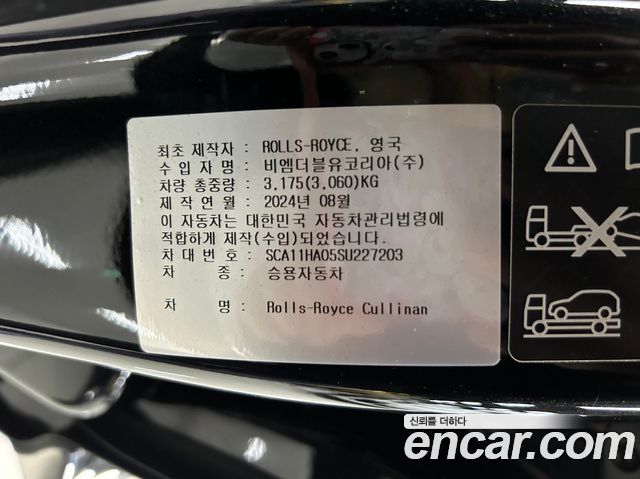 최초 제작자 : ROLLS-ROYCE, 영국
수 입 자 명 : 비엠더블유코리아(주)
차량 총중량 : 3,175(3,060)KG
제 작 연 월 : 2024년 08월
이 자동차는 대한민국 자동차관리법령에
적합하게 제작(수입)되었습니다.
차 대 번 호 : SCA11HA05SU227203
차 종 : 승용자동차
차 명 : Rolls-Royce Cullinan
신뢰를 더하다
encar.com